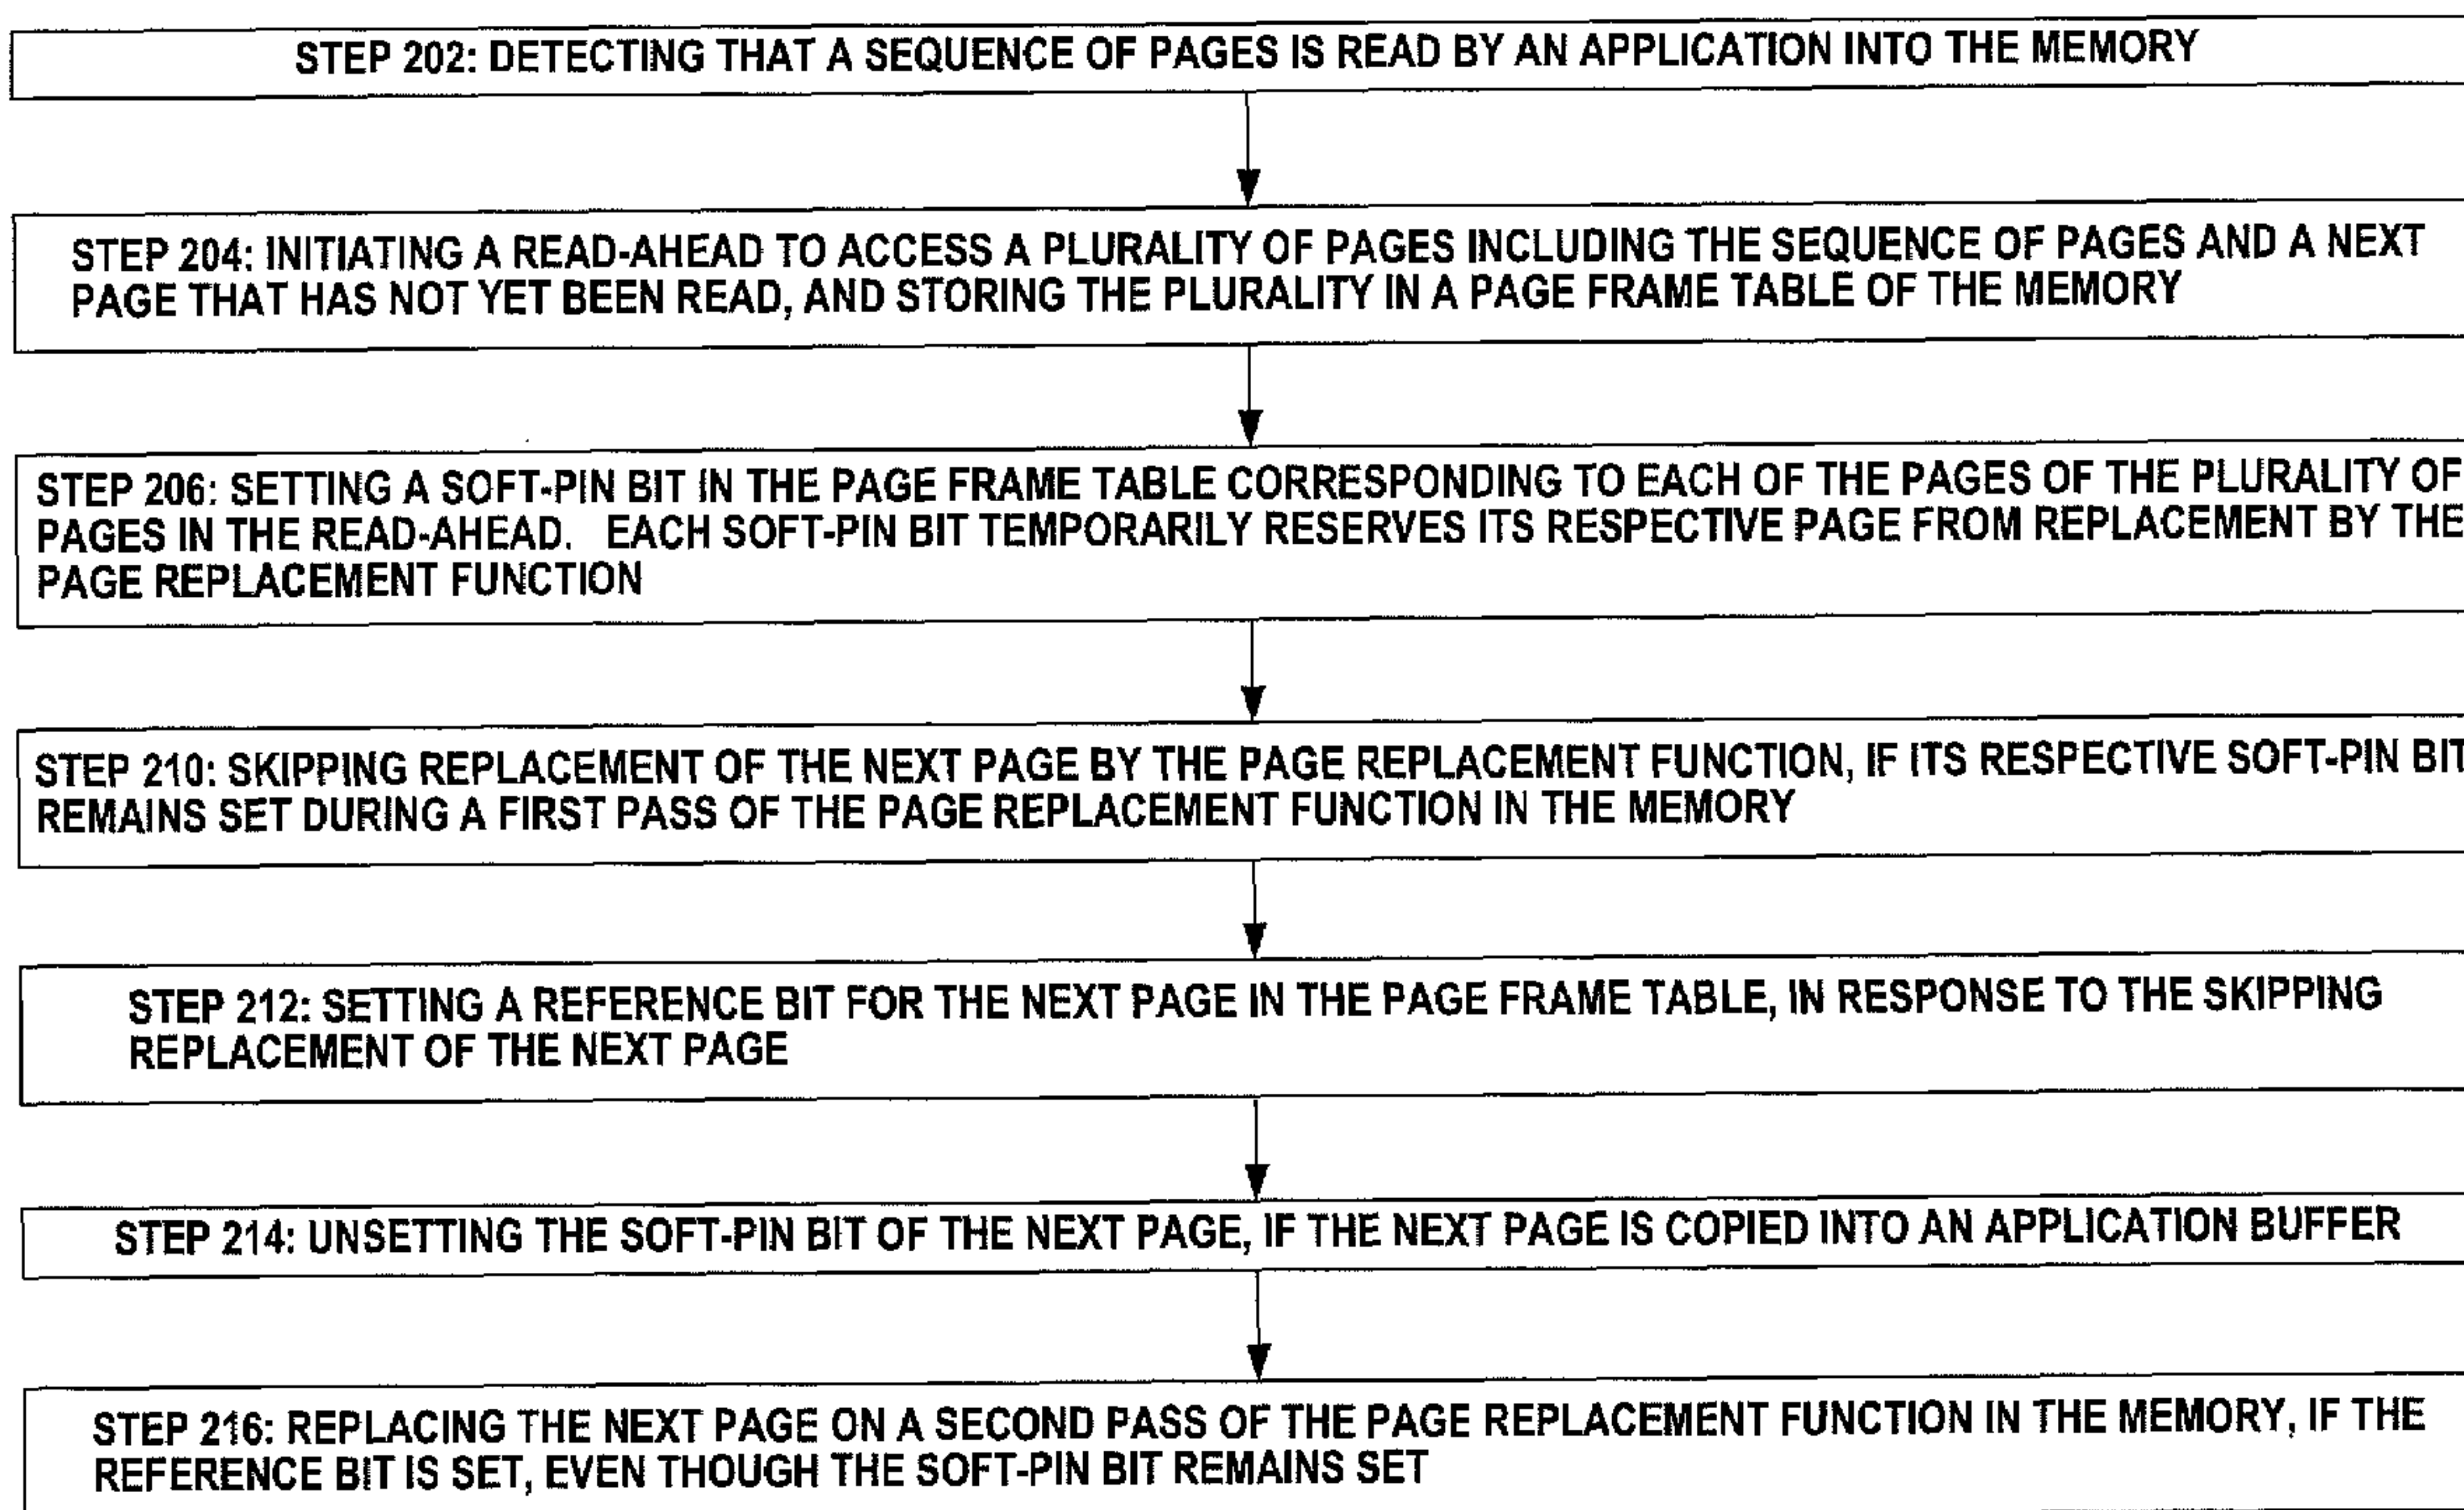 STEP 202: DETECTING THAT A SEQUENCE OF PAGES IS READ BY AN APPLICATION INTO THE MEMORY
STEP 204: INITIATING A READ-AHEAD TO ACCESS A PLURALITY OF PAGES INCLUDING THE SEQUENCE OF PAGES AND A NEXT
PAGE THAT HAS NOT YET BEEN READ, AND STORING THE PLURALITY IN A PAGE FRAME TABLE OF THE MEMORY
STEP 206: SETTING A SOFT-PIN BIT IN THE PAGE FRAME TABLE CORRESPONDING TO EACH OF THE PAGES OF THE PLURALITY OF
PAGES IN THE READ-AHEAD. EACH SOFT-PIN BIT TEMPORARILY RESERVES ITS RESPECTIVE PAGE FROM REPLACEMENT BY THE
PAGE REPLACEMENT FUNCTION
STEP 210: SKIPPING REPLACEMENT OF THE NEXT PAGE BY THE PAGE REPLACEMENT FUNCTION, IF ITS RESPECTIVE SOFT-PIN BIT
REMAINS SET DURING A FIRST PASS OF THE PAGE REPLACEMENT FUNCTION IN THE MEMORY
STEP 212: SETTING A REFERENCE BIT FOR THE NEXT PAGE IN THE PAGE FRAME TABLE, IN RESPONSE TO THE SKIPPING
REPLACEMENT OF THE NEXT PAGE
STEP 214: UNSETTING THE SOFT-PIN BIT OF THE NEXT PAGE, IF THE NEXT PAGE IS COPIED INTO AN APPLICATION BUFFER
STEP 216: REPLACING THE NEXT PAGE ON A SECOND PASS OF THE PAGE REPLACEMENT FUNCTION IN THE MEMORY, IF THE
REFERENCE BIT IS SET, EVEN THOUGH THE SOFT-PIN BIT REMAINS SET